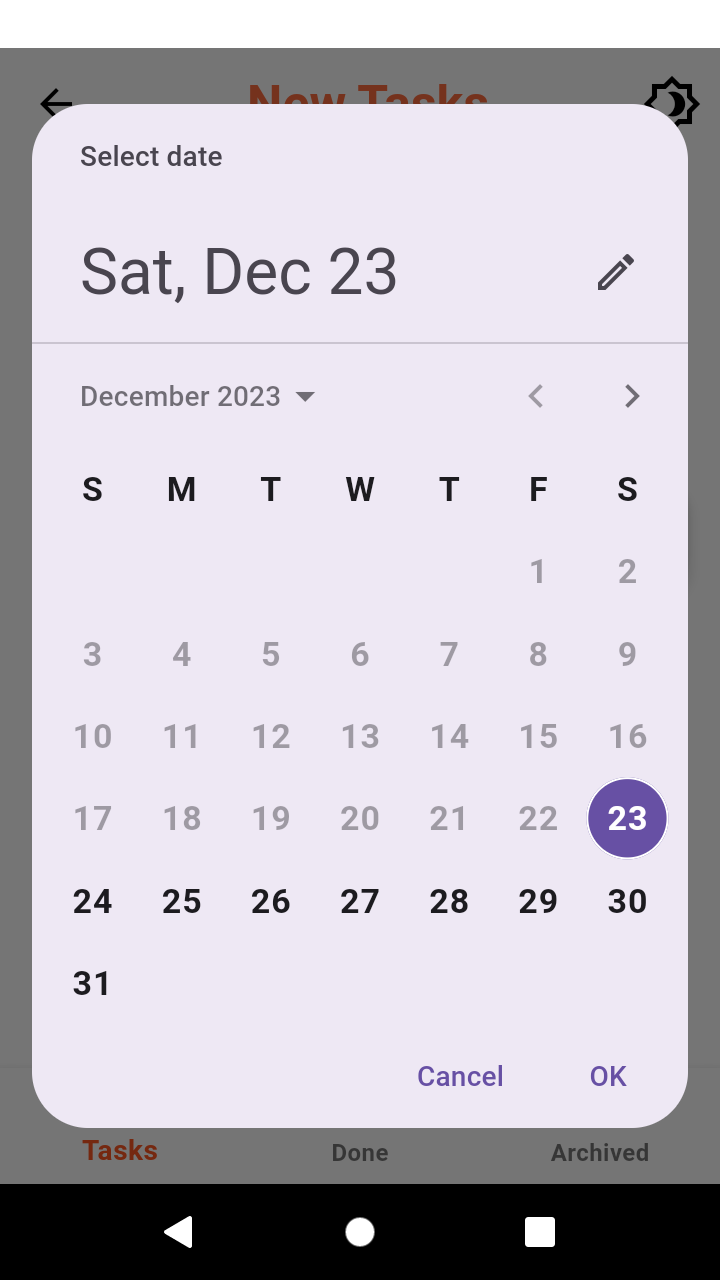 New Tasks
Select date
Sat, Dec 23
December 2023
S M T W T F S
1 2
3 4 5 6 7 8 9
10 11 12 13 14 15 16
17 18 19 20 21 22 23
24 25 26 27 28 29 30
31
Cancel OK
Tasks Done Archived